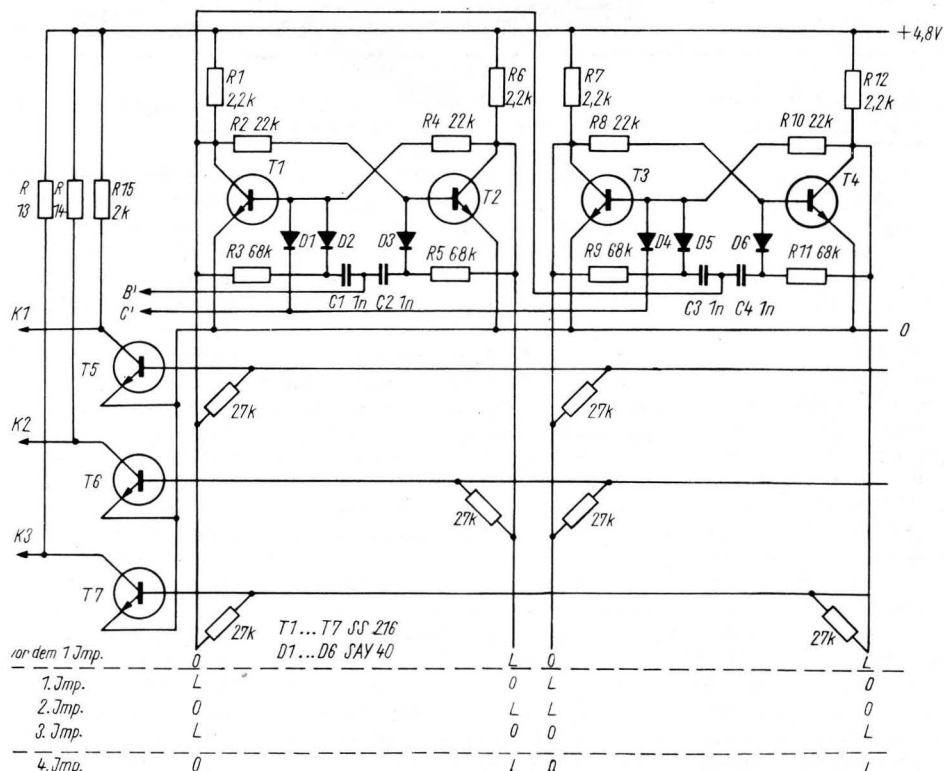 +4,8V
R1
2,2k
R6
2,2k
R7
2,2k
R12
2,2k
R2 22k
R4 22k
R8 22k
R10 22k
T1
T2
T3
T4
R
13
R
14
R15
2k
D1
D2
D3
D4
D5
D6
R3 68k
R5 68k
R9 68k
R11 68k
B'
C'
C1 1n
C2 1n
C3 1n
C4 1n
K1
0
T5
27k
27k
K2
T6
27k
27k
K3
T7
27k
27k
T1...T7 SS 216
D1...D6 SAY 40
vor dem 1 Jmp. 0 L 0 L
1. Jmp. L 0 L 0
2. Jmp. 0 L L 0
3. Jmp. L 0 0
4. Jmp. 0 L 0 L